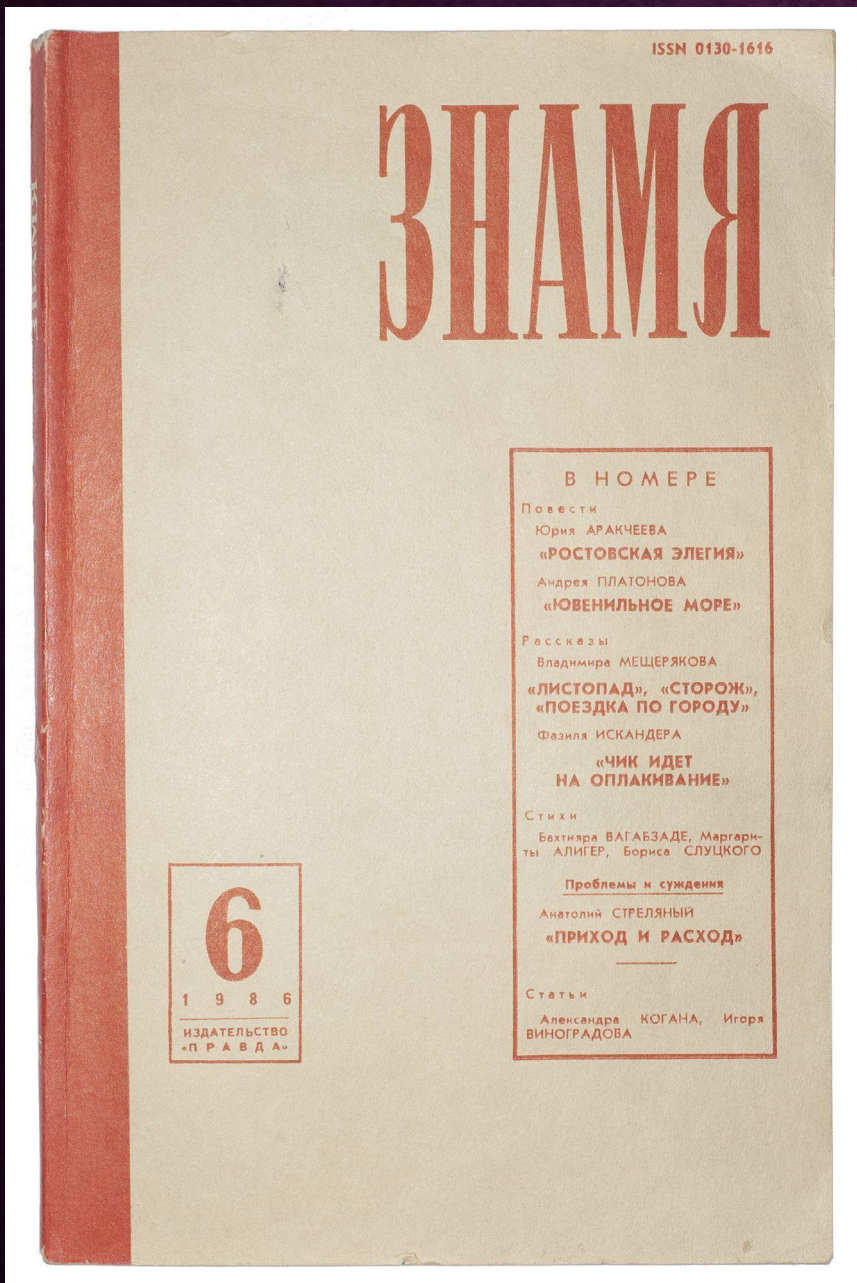 ISSN 0130-1616
ЗНАМЯ
В НОМЕРЕ
Повести
Юрия АРАКЧЕЕВА
«РОСТОВСКАЯ ЭЛЕГИЯ»
Андрея ПЛАТОНОВА
«ЮВЕНИЛЬНОЕ МОРЕ»
Рассказы
Владимира МЕЩЕРЯКОВА
«ЛИСТОПАД», «СТОРОЖ»,
«ПОЕЗДКА ПО ГОРОДУ»
Фазиля ИСКАНДЕРА
«ЧИК ИДЕТ
НА ОПЛАКИВАНИЕ»
Стихи
Бахтияра ВАГАБЗАДЕ, Маргари-
ты АЛИГЕР, Бориса СЛУЦКОГО
Проблемы и суждения
Анатолий СТРЕЛЯНЫЙ
«ПРИХОД И РАСХОД»
Статьи
Александра КОГАНА, Игоря
ВИНОГРАДОВА
6
1986
ИЗДАТЕЛЬСТВО
«ПРАВДА»